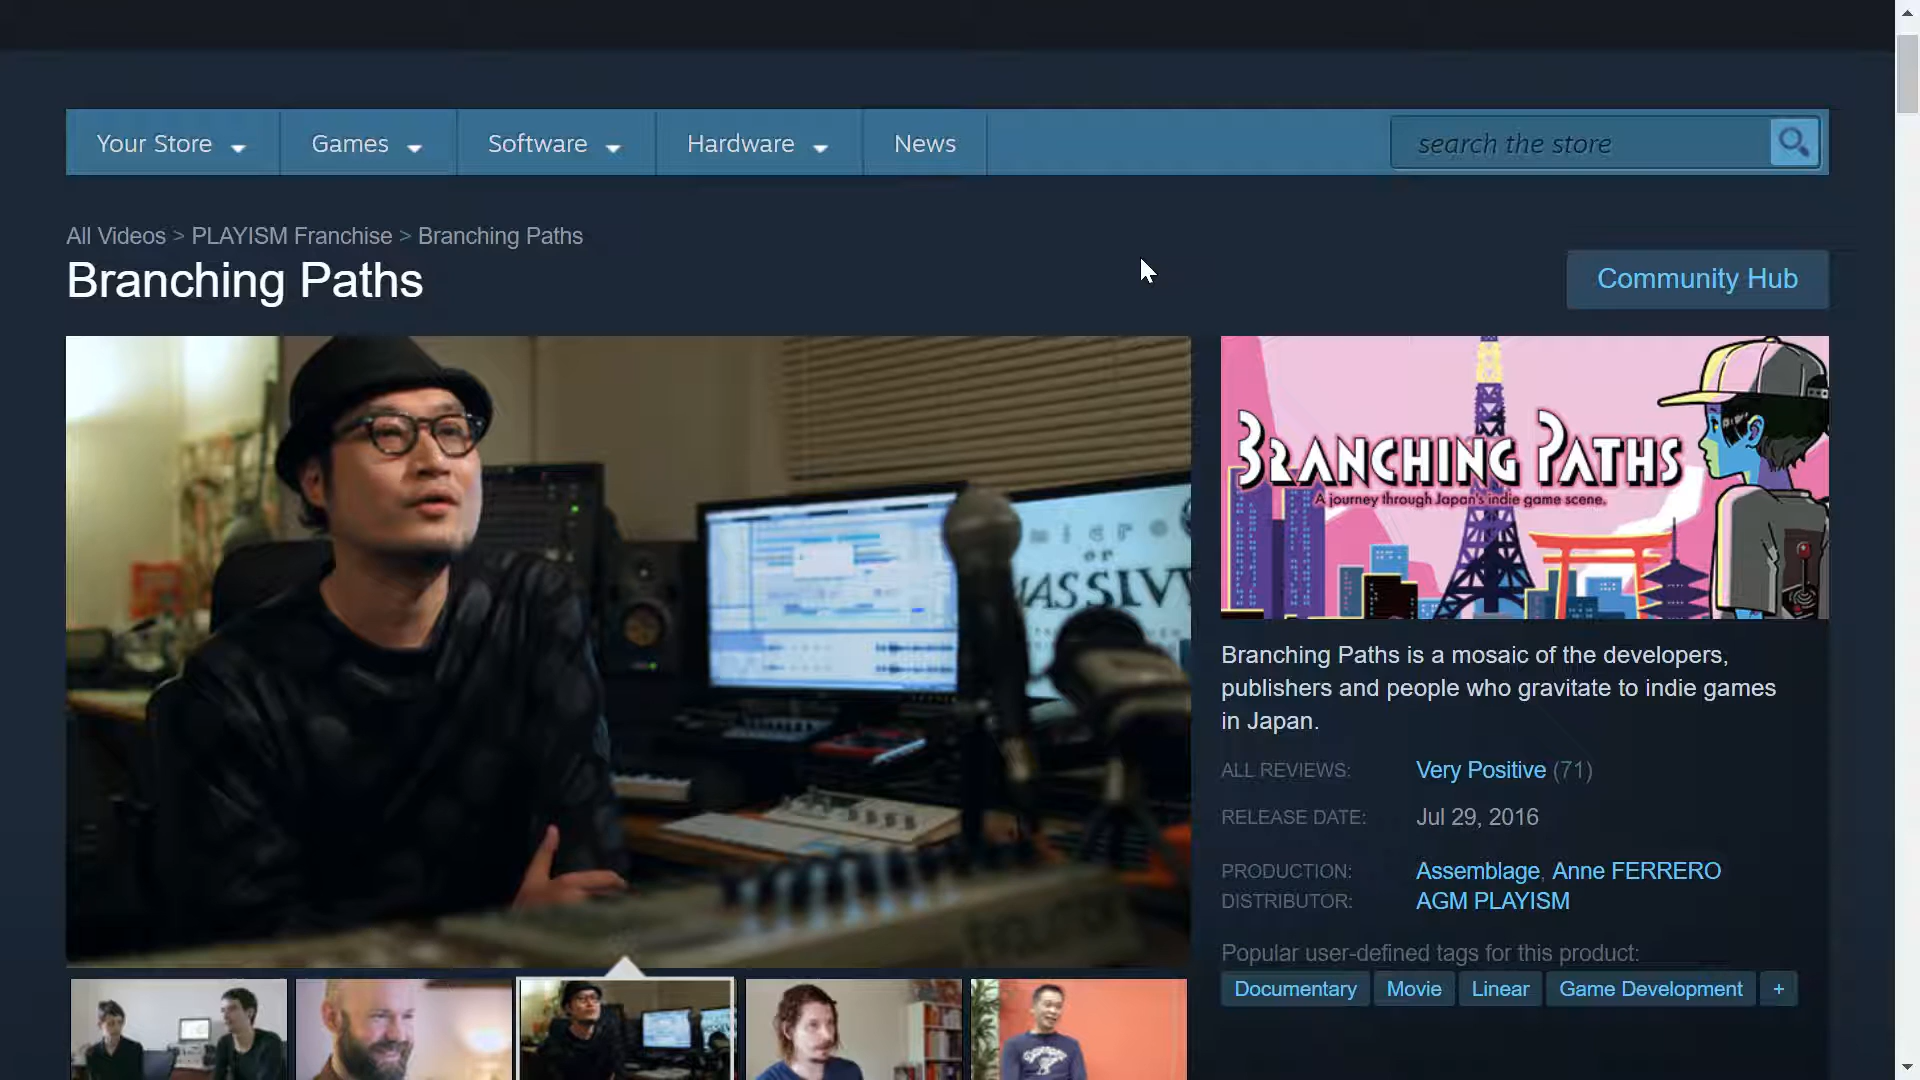 Your Store
Games
Software
Hardware
News
search the store
All Videos > PLAYISM Franchise > Branching Paths
Branching Paths
Community Hub
micro
or
MASSIV
BRANCHING PATHS
A journey through Japan's indie game scene.
Branching Paths is a mosaic of the developers,
publishers and people who gravitate to indie games
in Japan.
ALL REVIEWS: Very Positive (71)
RELEASE DATE: Jul 29, 2016
PRODUCTION: Assemblage, Anne FERRERO
DISTRIBUTOR: AGM PLAYISM
Popular user-defined tags for this product:
Documentary
Movie
Linear
Game Development
+